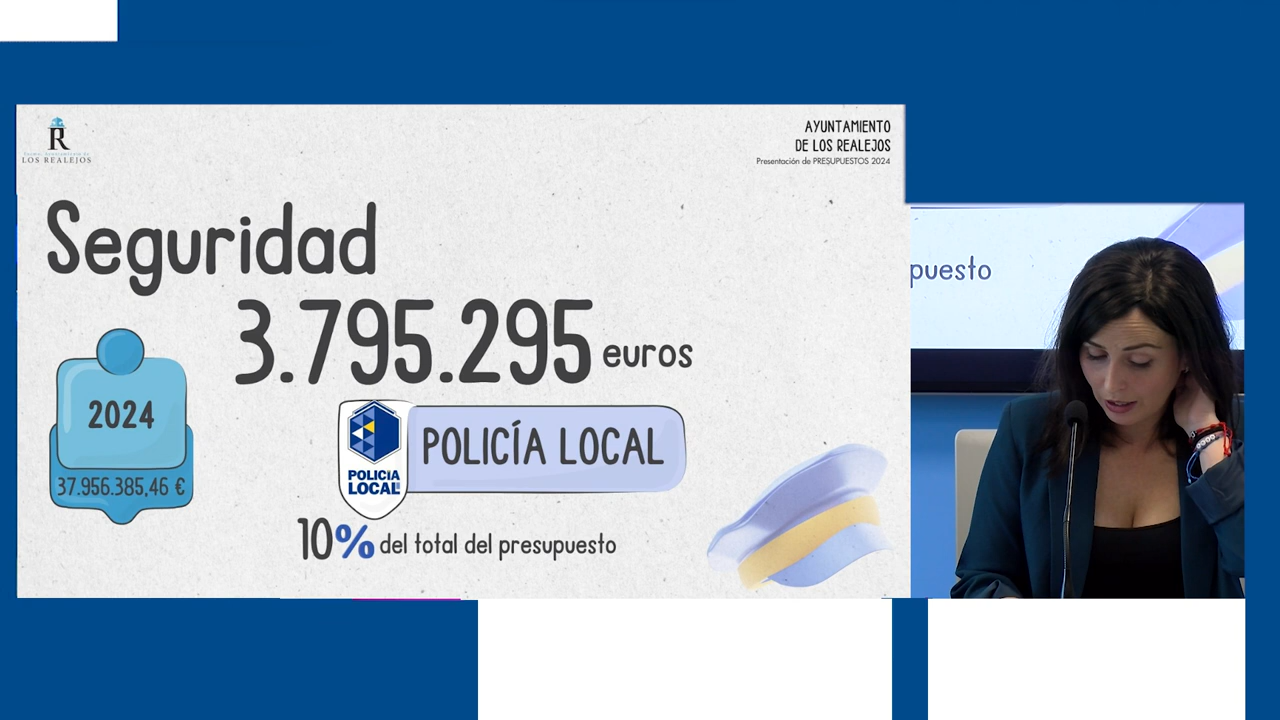 R
LOS REALEJOS
AYUNTAMIENTO
DE LOS REALEJOS
Presentación de PRESUPUESTOS 2024
Seguridad
3.795.295 euros
puesto
2024
37.956.385,46 €
POLICÍA LOCAL
POLICÍA
LOCAL
10% del total del presupuesto